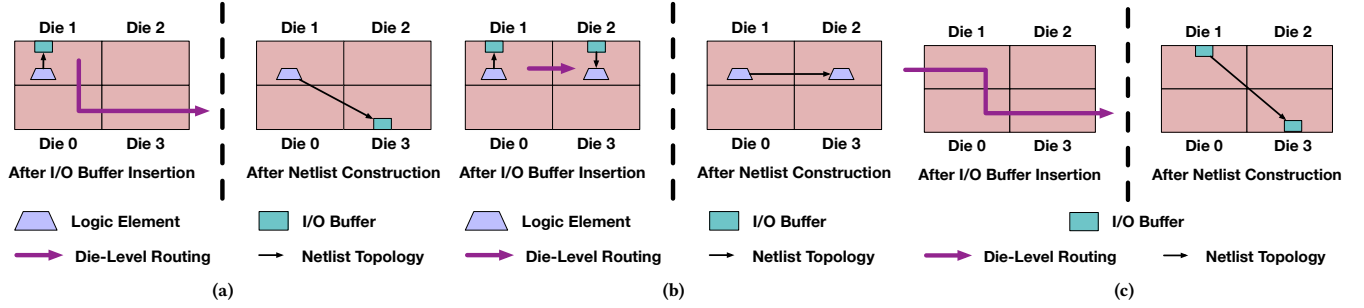 Die 1 Die 2
Die 0 Die 3
After I/O Buffer Insertion
Die 1 Die 2
Die 0 Die 3
After Netlist Construction
Logic Element
I/O Buffer
Die-Level Routing
Netlist Topology
(a)
Die 1 Die 2
Die 0 Die 3
After I/O Buffer Insertion
Die 1 Die 2
Die 0 Die 3
After Netlist Construction
Logic Element
I/O Buffer
Die-Level Routing
Netlist Topology
(b)
Die 1 Die 2
Die 0 Die 3
After I/O Buffer Insertion
Die 1 Die 2
Die 0 Die 3
After Netlist Construction
I/O Buffer
Die-Level Routing
Netlist Topology
(c)